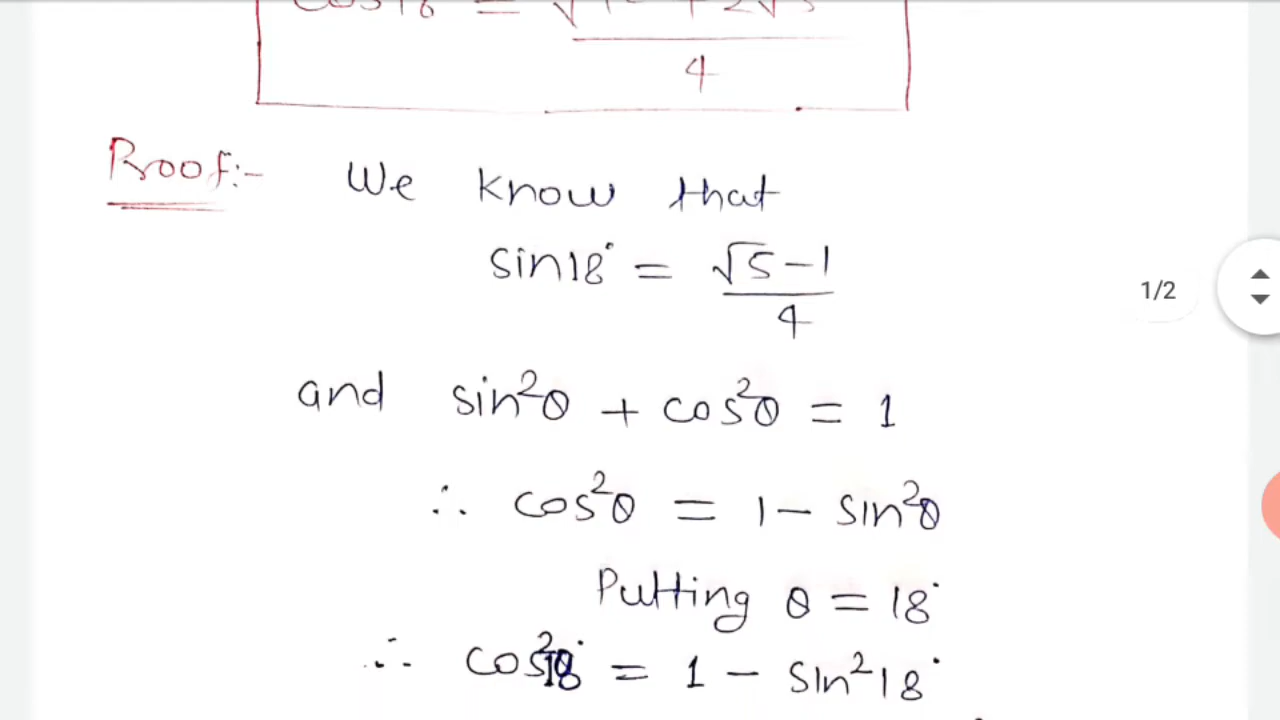 4
Proof:- We know that
sin18° = √5-1
4
1/2
and sin²θ + cos²θ = 1
∴ cos²θ = 1 - sin²θ
Putting θ = 18°
∴ cos²18° = 1 - sin²18°